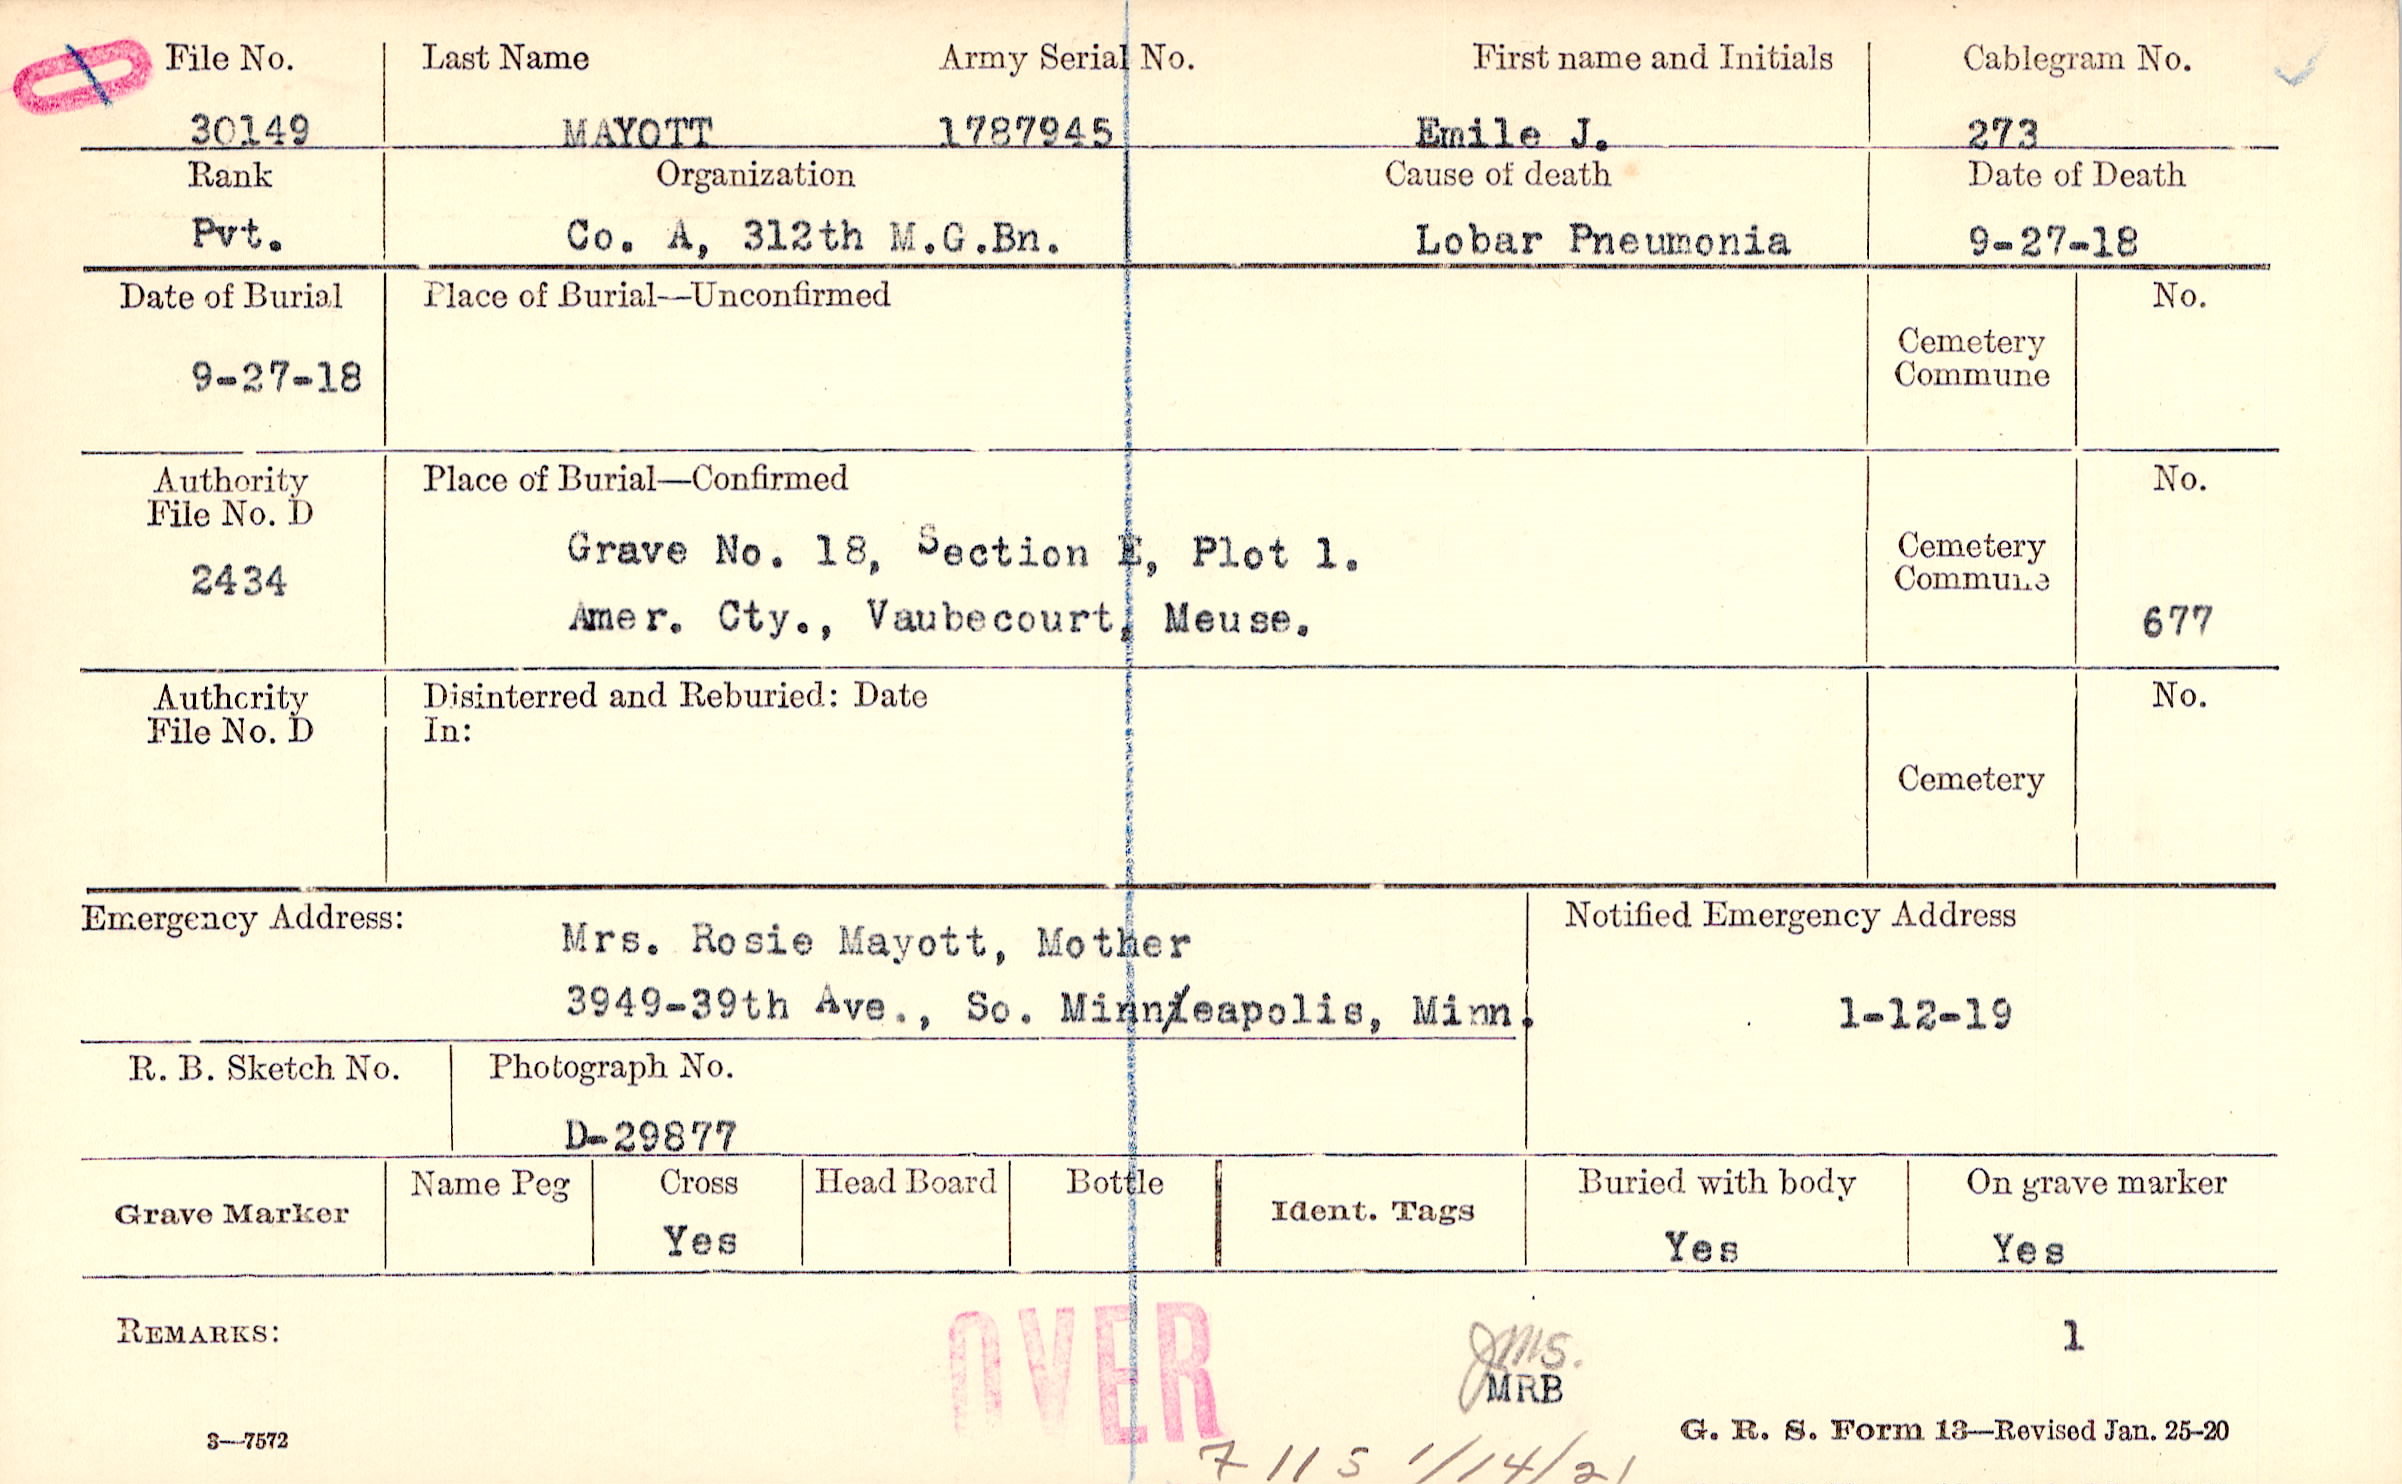 File No. Last Name Army Serial No. First name and Initials Cablegram No.
30149 MAYOTT 1787945 Emile J. 273
Rank Organization Cause of death Date of Death
Pvt. Co. A, 312th M.G.Bn. Lobar Pneumonia 9-27-18
Date of Burial Place of Burial—Unconfirmed No.
Cemetery
Commune
9-27-18
Authority Place of Burial—Confirmed No.
File No. D
Grave No. 18, Section E, Plot 1. Cemetery
2434 Commune
Amer. Cty., Vaubecourt, Meuse. 677
Authority Disinterred and Reburied: Date No.
File No. D In:
Cemetery
Emergency Address: Notified Emergency Address
Mrs. Rosie Mayott, Mother
3949-39th Ave., So. Minneapolis, Minn. 1-12-19
R. B. Sketch No. Photograph No.
D-29877
Grave Marker Name Peg Cross Head Board Bottle Ident. Tags Buried with body On grave marker
Yes Yes Yes
REMARKS: 1
OVER
MRB
G. R. S. Form 13—Revised Jan. 25-20
3—7572
1/14/21